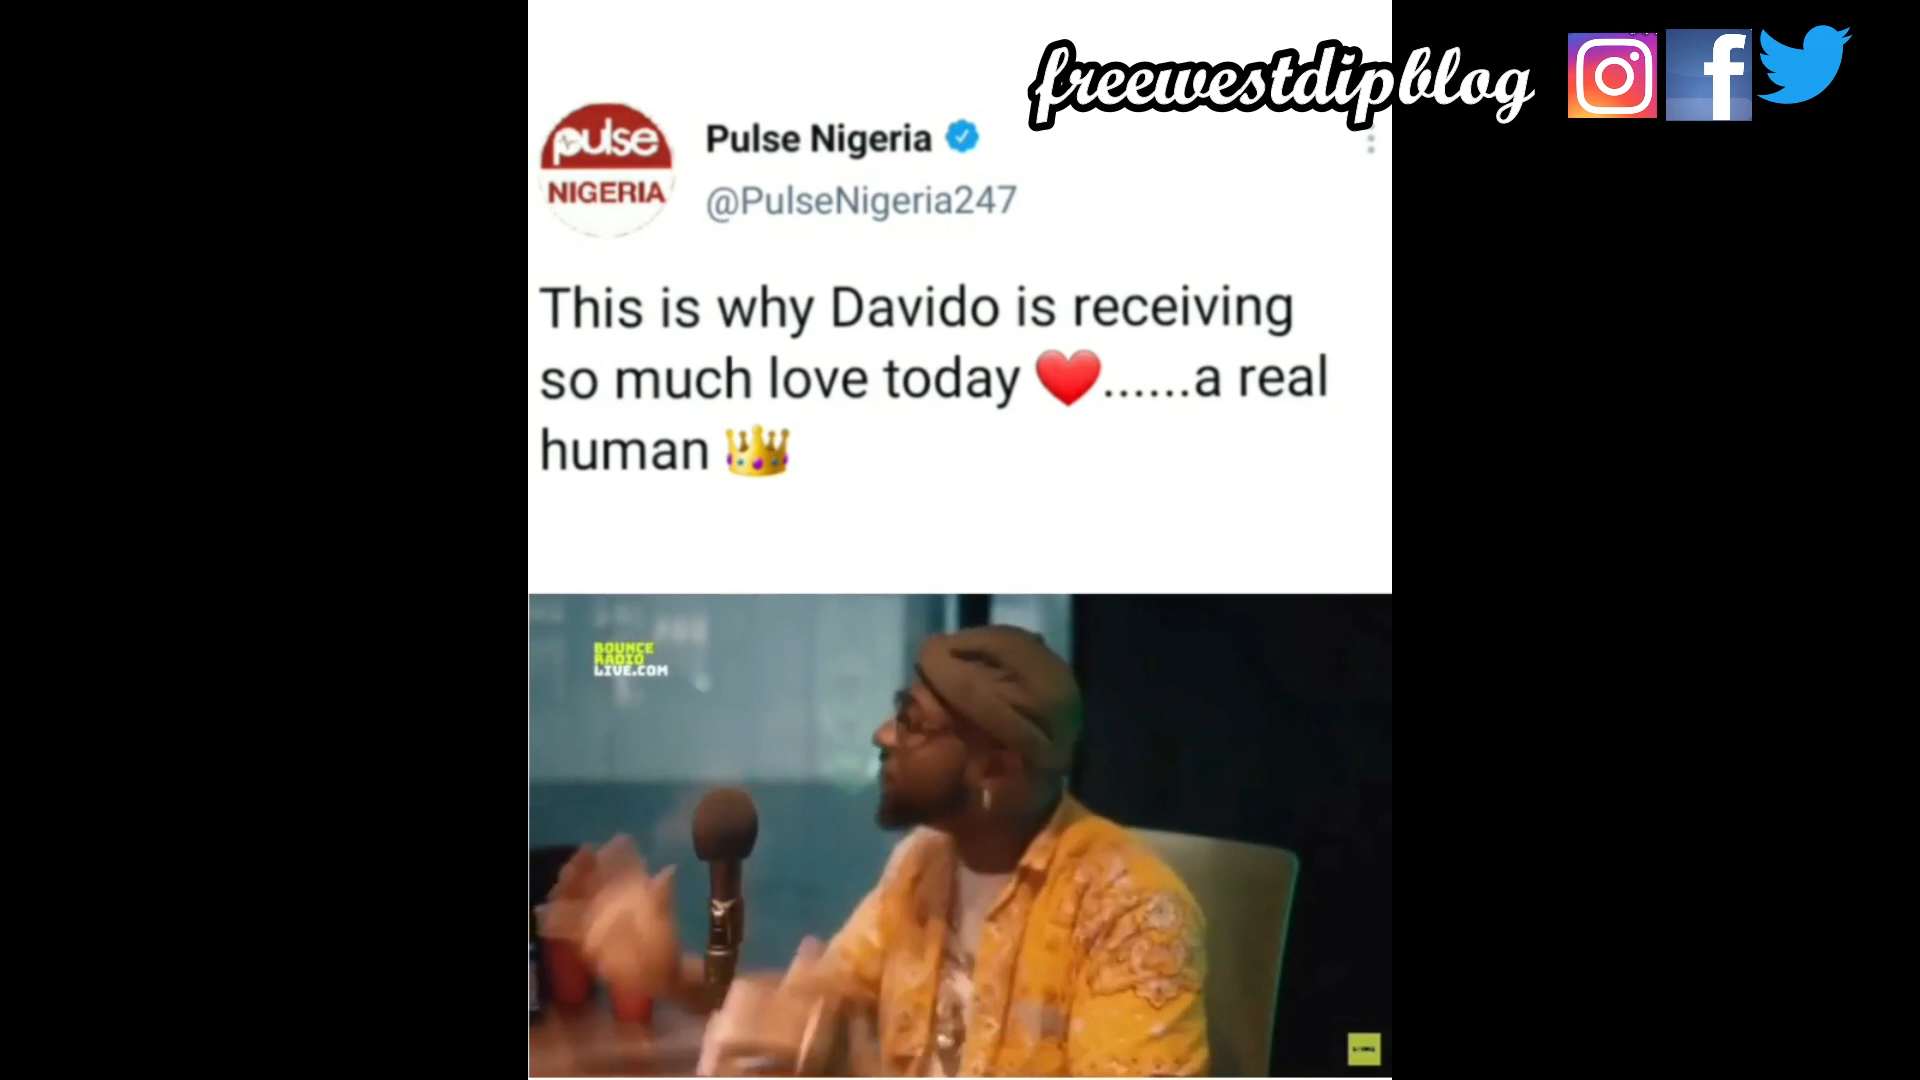 freewestdipblog
pulse
NIGERIA
Pulse Nigeria
@PulseNigeria247
This is why Davido is receiving
so much love today ❤️......a real
human 👑
BOUNCE
RADIO
LIVE.COM